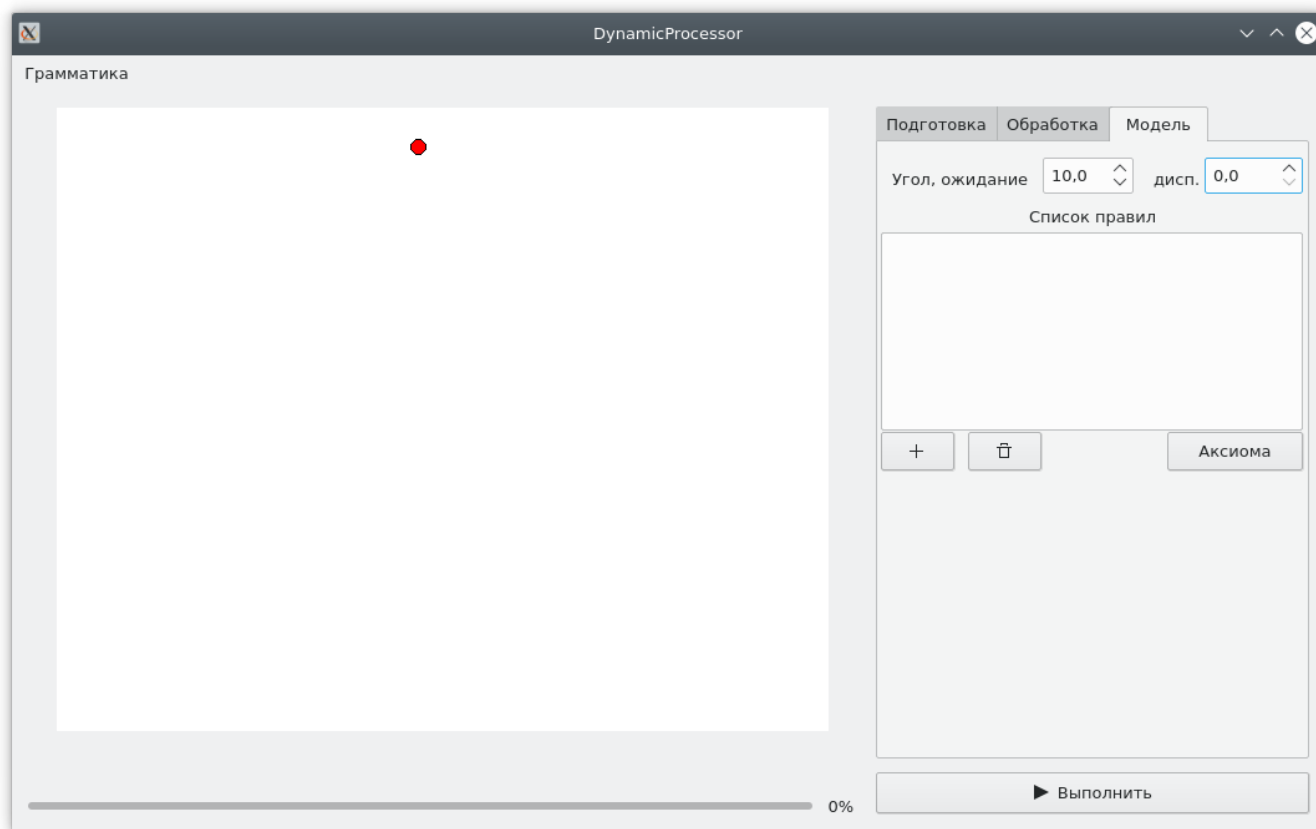 DynamicProcessor
Грамматика
Подготовка Обработка Модель
Угол, ожидание 10,0 дисп. 0,0
Список правил
+ Аксиома
Выполнить
0%